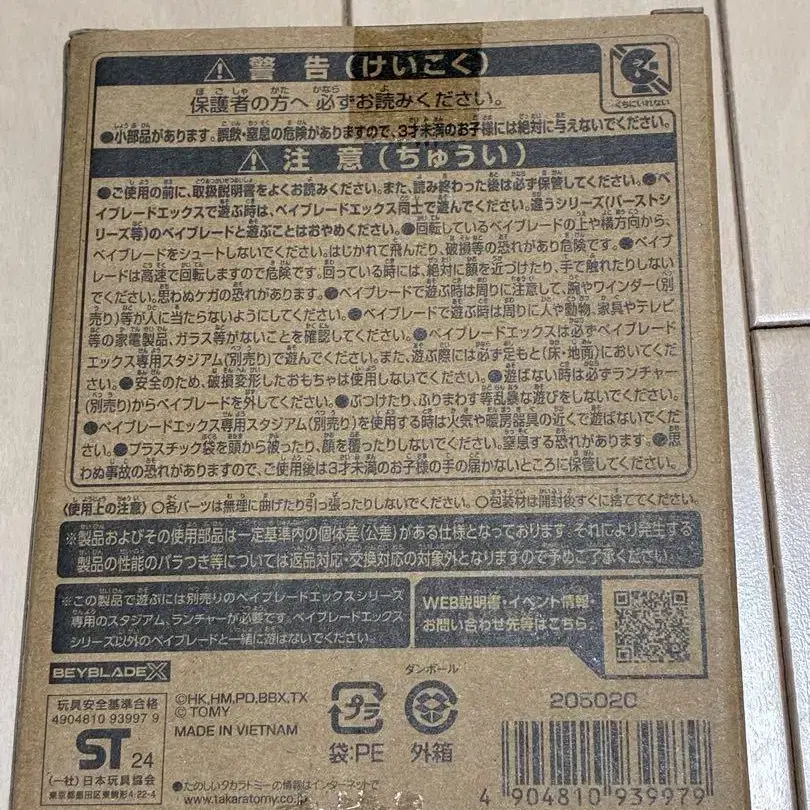 警告(けいこく)
保護者の方へ 必ずお読みください。
くちにいれない
●小部品があります。誤飲・窒息の危険がありますので、3才未満のお子様には絶対に与えないでください。
注意(ちゅうい)
●ご使用の前に、取扱説明書をよくお読みください。また、読み終わった後は必ず保管してください。●ベ
イブレードエックスで遊ぶ時は、ベイブレードエックス同士で遊んでください。違うシリーズ(バーストシ
リーズ等)のベイブレードと遊ぶことはおやめください。●回転しているベイブレードの上や横方向から、
ベイブレードをシュートしないでください。はじかれて飛んだり、破損等の恐れがあり危険です。●ベイブ
レードは高速で回転しますので危険です。回っている時には、絶対に顔を近づけたり、手で触れたりしない
でください。思わぬケガの恐れがあります。●ベイブレードで遊ぶ時は周りに注意して、腕やワインダー(別
売り)等が人に当たらないようにしてください。●ベイブレードで遊ぶ時は周りに人や動物、家具やテレビ
等の家電製品、ガラス等がないことを確認してください。●ベイブレードエックスは必ずベイブレード
エックス専用スタジアム(別売り)で遊んでください。また、遊ぶ際には必ず足もと(床・地面)においてくだ
さい。●安全のため、破損変形したおもちゃは使用しないでください。●遊ばない時は必ずランチャー
(別売り)からベイブレードを外してください。●ぶつけたり、ふりまわす等乱暴な遊びをしないでください。
●ベイブレードエックス専用スタジアム(別売り)を使用する時は火気や暖房器具の近くで遊ばないでくだ
さい。●プラスチック袋を頭から被ったり、顔を覆ったりしないでください。窒息する恐れがあります。●思
わぬ事故の恐れがありますので、ご使用後は3才未満のお子様の手の届かないところに保管してください。
〈使用上の注意〉 ○各パーツは無理に曲げたり引っ張ったりしないでください。 ○包装材は開封後すぐに捨ててください。
※製品およびその使用部品は一定基準内の個体差(公差)がある仕様となっております。それにより発生する
製品の性能のバラつき等については返品対応・交換対応の対象外となりますので予めご了承ください。
※この製品で遊ぶには別売りのベイブレードエックスシリーズ
専用のスタジアム、ランチャーが必要です。ベイブレードエックス
シリーズ以外のベイブレードと一緒に遊ばないでください。
WEB説明書・イベント情報・
お問い合わせ先等はこちら。
BEYBLADE X
玩具安全基準合格
4904810 93997 9
ST 24
(一社)日本玩具協会
東京都墨田区東駒形4-22-4
©HK,HM,PD,BBX,TX
© TOMY
MADE IN VIETNAM
プラ
袋:PE
ダンボール
外箱
●たのしいタカラトミーの情報はインターネットで
www.takaratomy.co.jp
205020
4 904810 939979